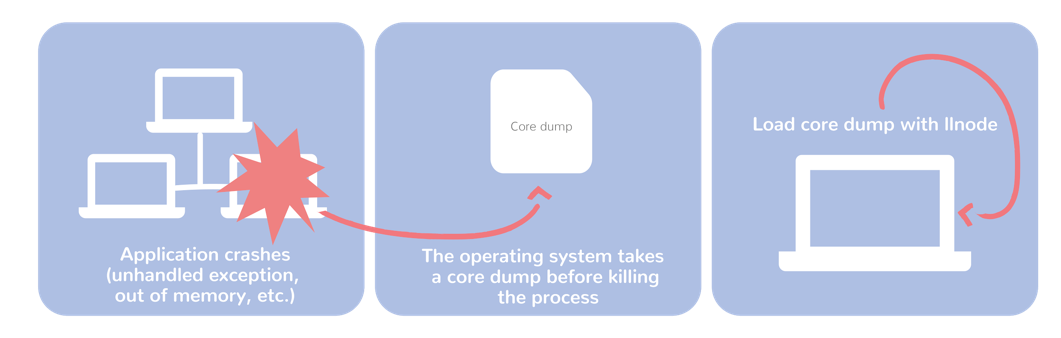 Application crashes
(unhandled exception,
out of memory, etc.)
Core dump
The operating system takes
a core dump before killing
the process
Load core dump with llnode